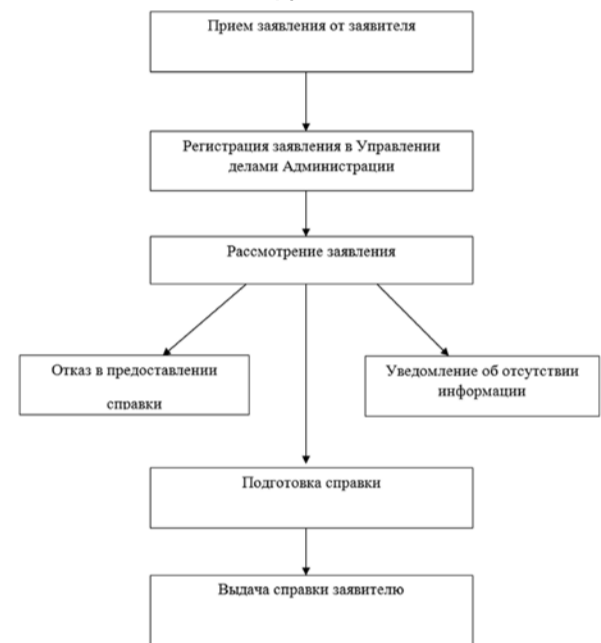 Прием заявления от заявителя
Регистрация заявления в Управлении
делами Администрации
Рассмотрение заявления
Отказ в предоставлении
справки
Уведомление об отсутствии
информации
Подготовка справки
Выдача справки заявителю